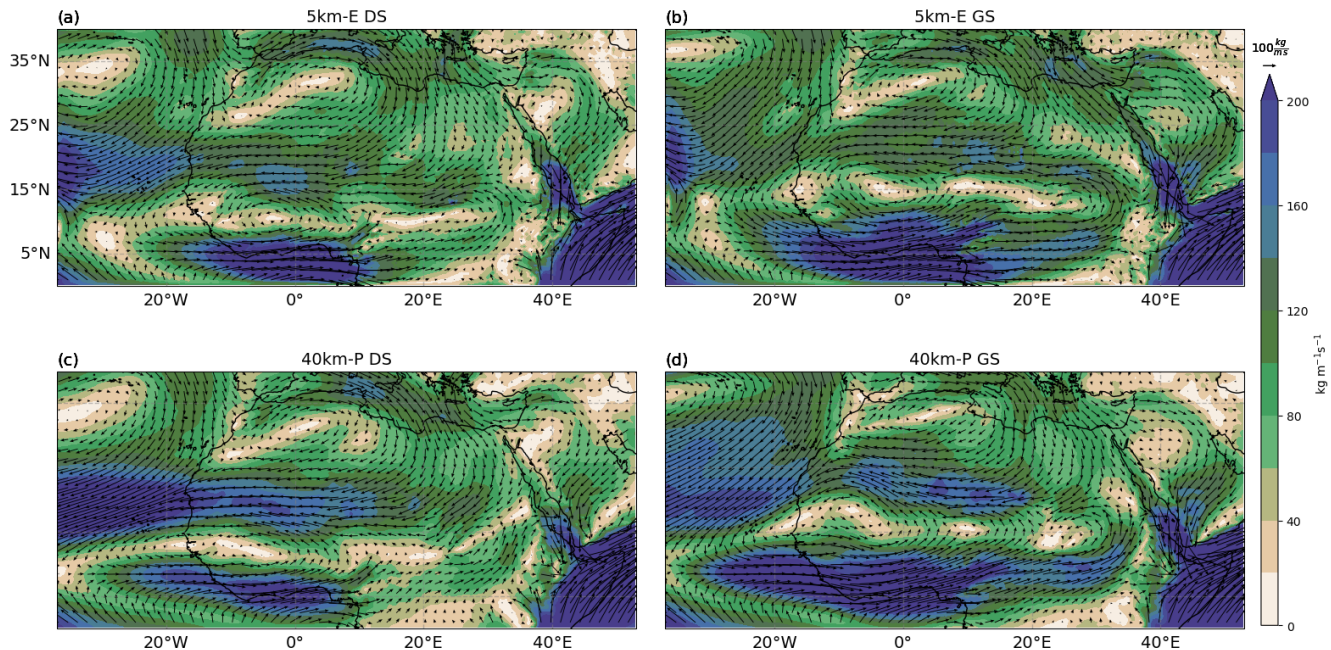 (a) 5km-E DS
(b) 5km-E GS
35°N
25°N
15°N
5°N
20°W 0° 20°E 40°E
20°W 0° 20°E 40°E
(c) 40km-P DS
(d) 40km-P GS
20°W 0° 20°E 40°E
20°W 0° 20°E 40°E
100 kg/ms
200
160
120
80
40
0
kg m⁻¹s⁻¹